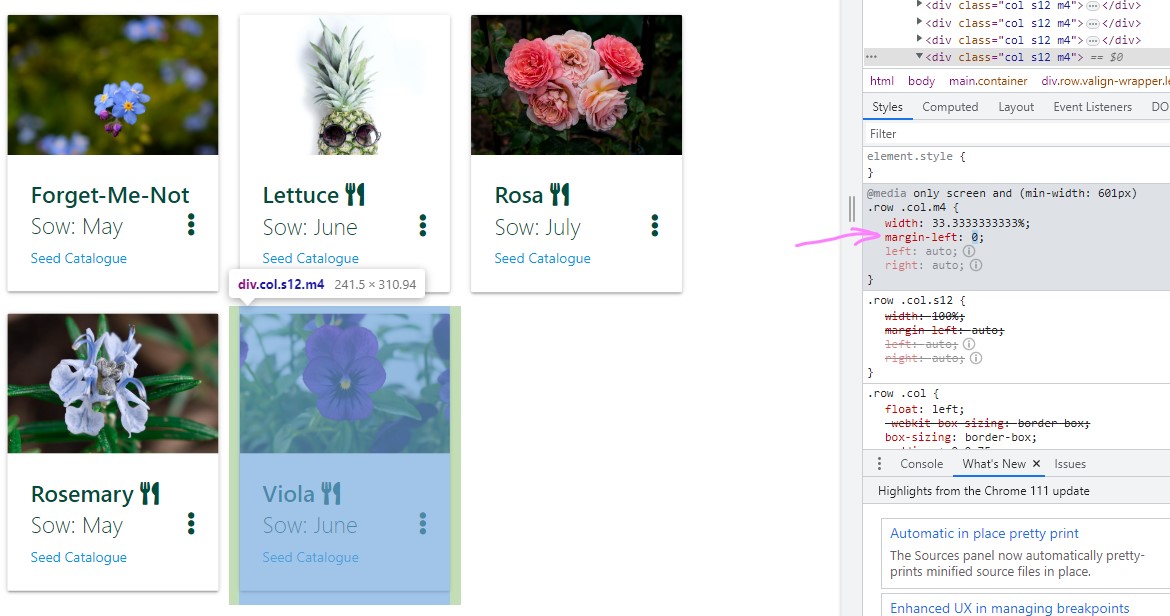 Forget-Me-Not
Sow: May
Seed Catalogue
Lettuce
Sow: June
Seed Catalogue
Rosa
Sow: July
Seed Catalogue
div.col.s12.m4 241.5 × 310.94
Rosemary
Sow: May
Seed Catalogue
Viola
Sow: June
Seed Catalogue
<div class="col s12 m4">⋯</div>
<div class="col s12 m4">⋯</div>
<div class="col s12 m4">⋯</div>
<div class="col s12 m4"> == $0
html body main.container div.row.valign-wrapper.le
Styles Computed Layout Event Listeners DO
Filter
element.style {
}
@media only screen and (min-width: 601px)
.row .col.m4 {
width: 33.3333333333%;
margin-left: 0;
left: auto;
right: auto;
}
.row .col.s12 {
width: 100%;
margin-left: auto;
left: auto;
right: auto;
}
.row .col {
float: left;
-webkit-box-sizing: border-box;
box-sizing: border-box;
Console What's New × Issues
Highlights from the Chrome 111 update
Automatic in place pretty print
The Sources panel now automatically pretty-
prints minified source files in place.
Enhanced UX in managing breakpoints